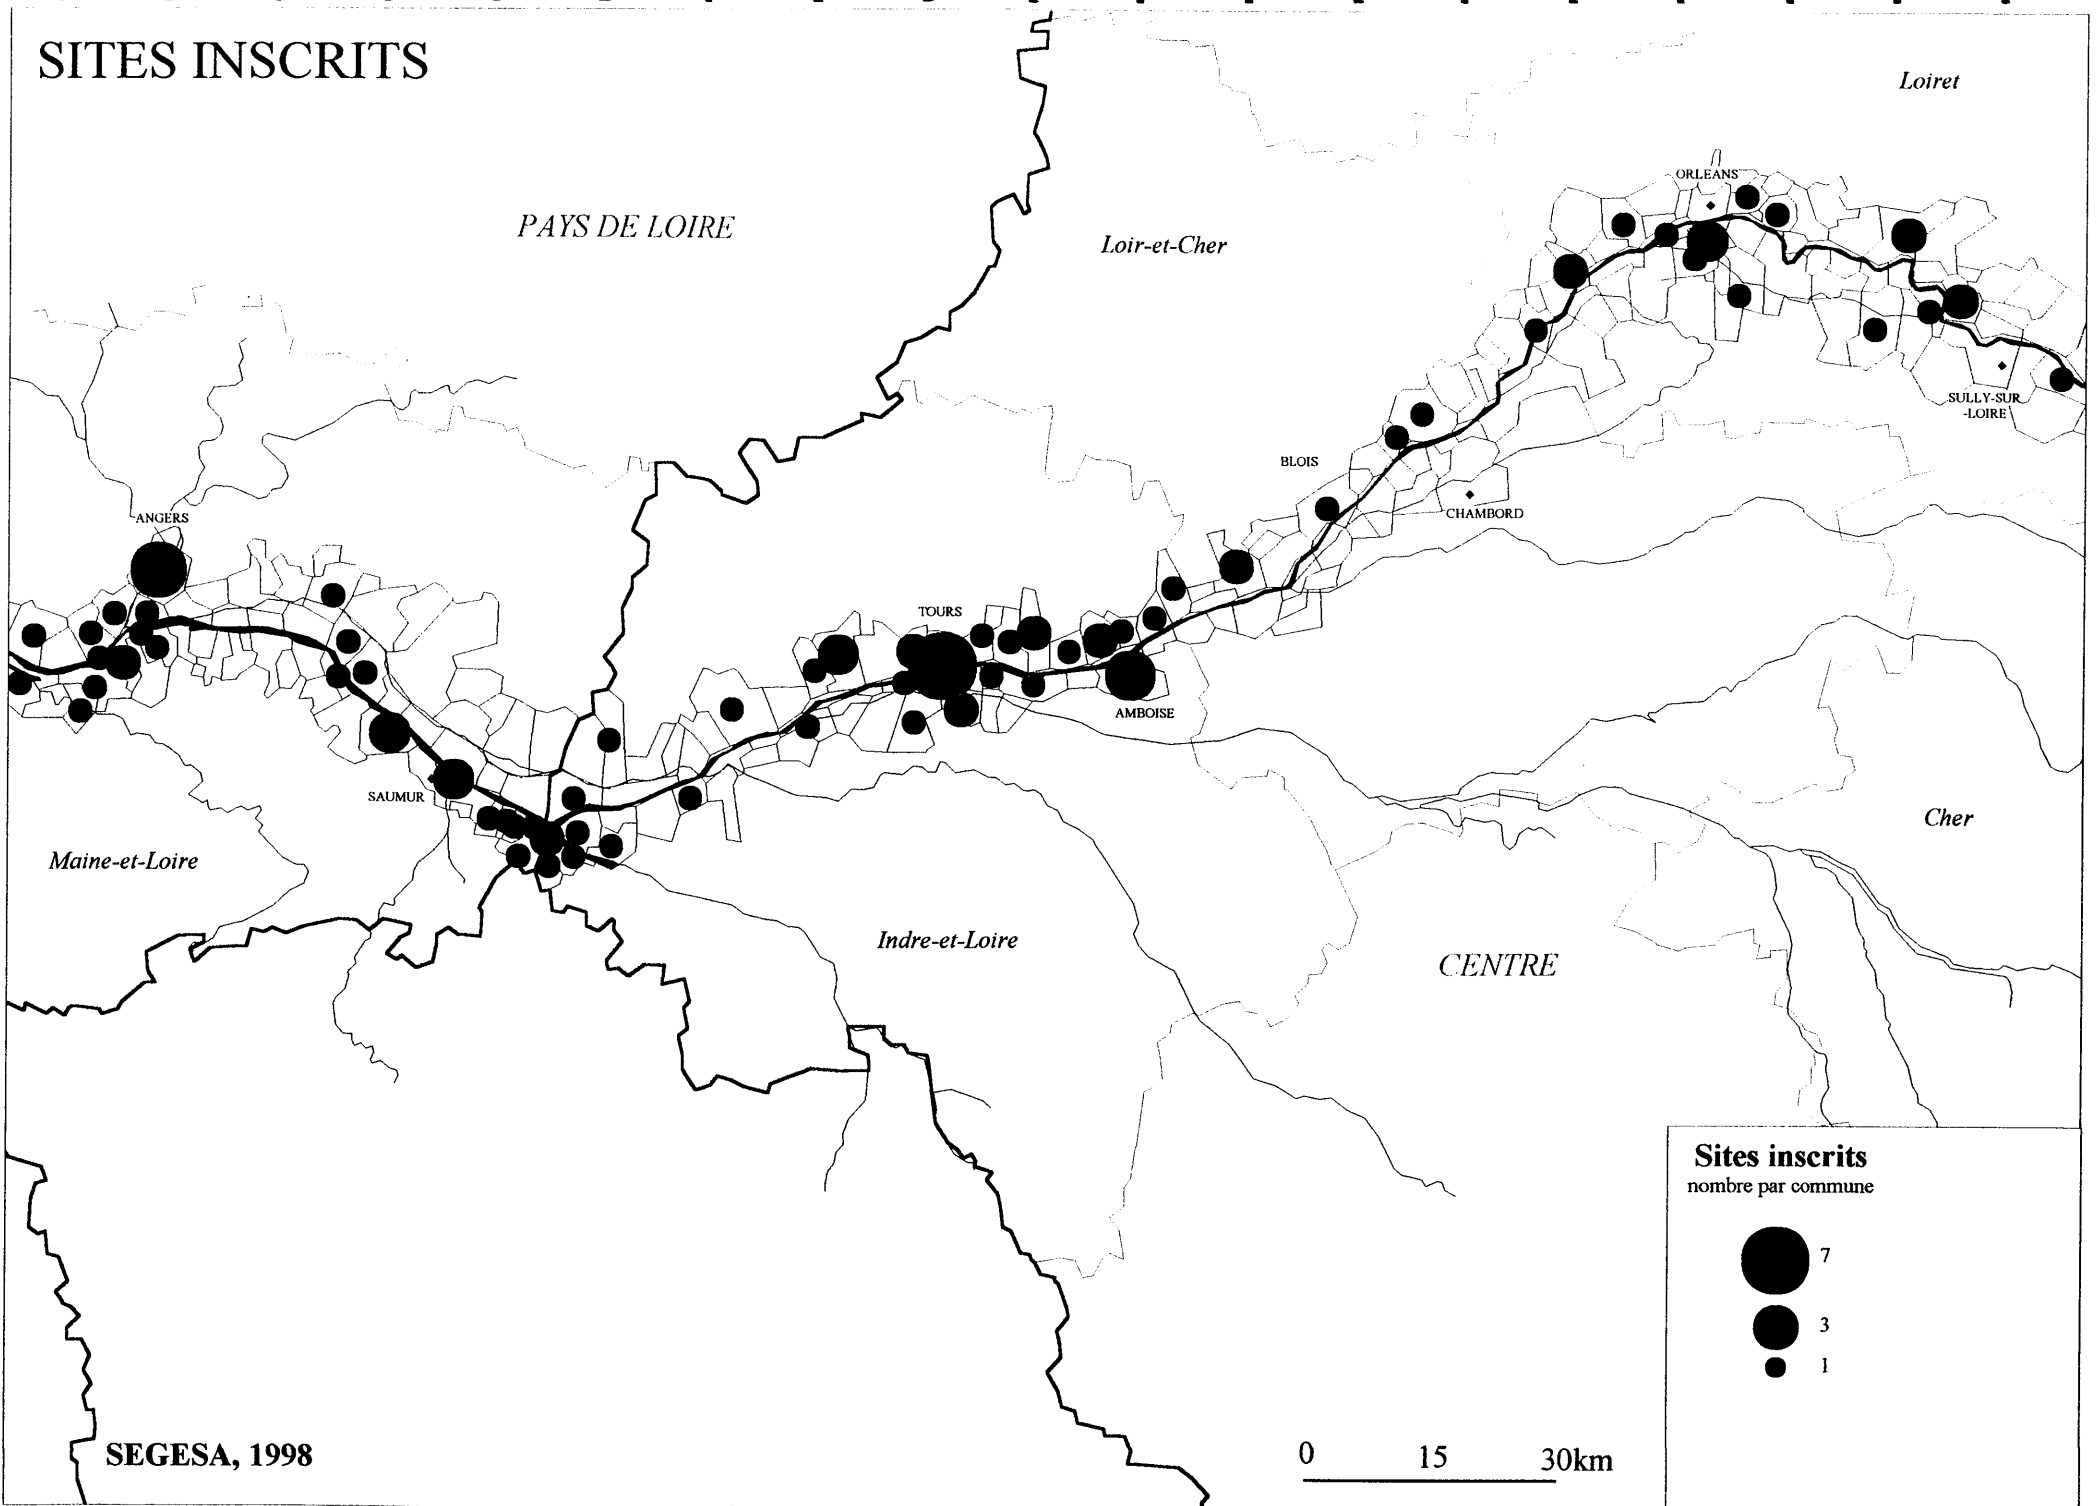 SITES INSCRITS
Loiret
ORLEANS
PAYS DE LOIRE
Loir-et-Cher
SULLY-SUR
-LOIRE
BLOIS
CHAMBORD
ANGERS
TOURS
AMBOISE
SAUMUR
Maine-et-Loire
Cher
Indre-et-Loire
CENTRE
Sites inscrits
nombre par commune
7
3
1
SEGESA, 1998
0 15 30km